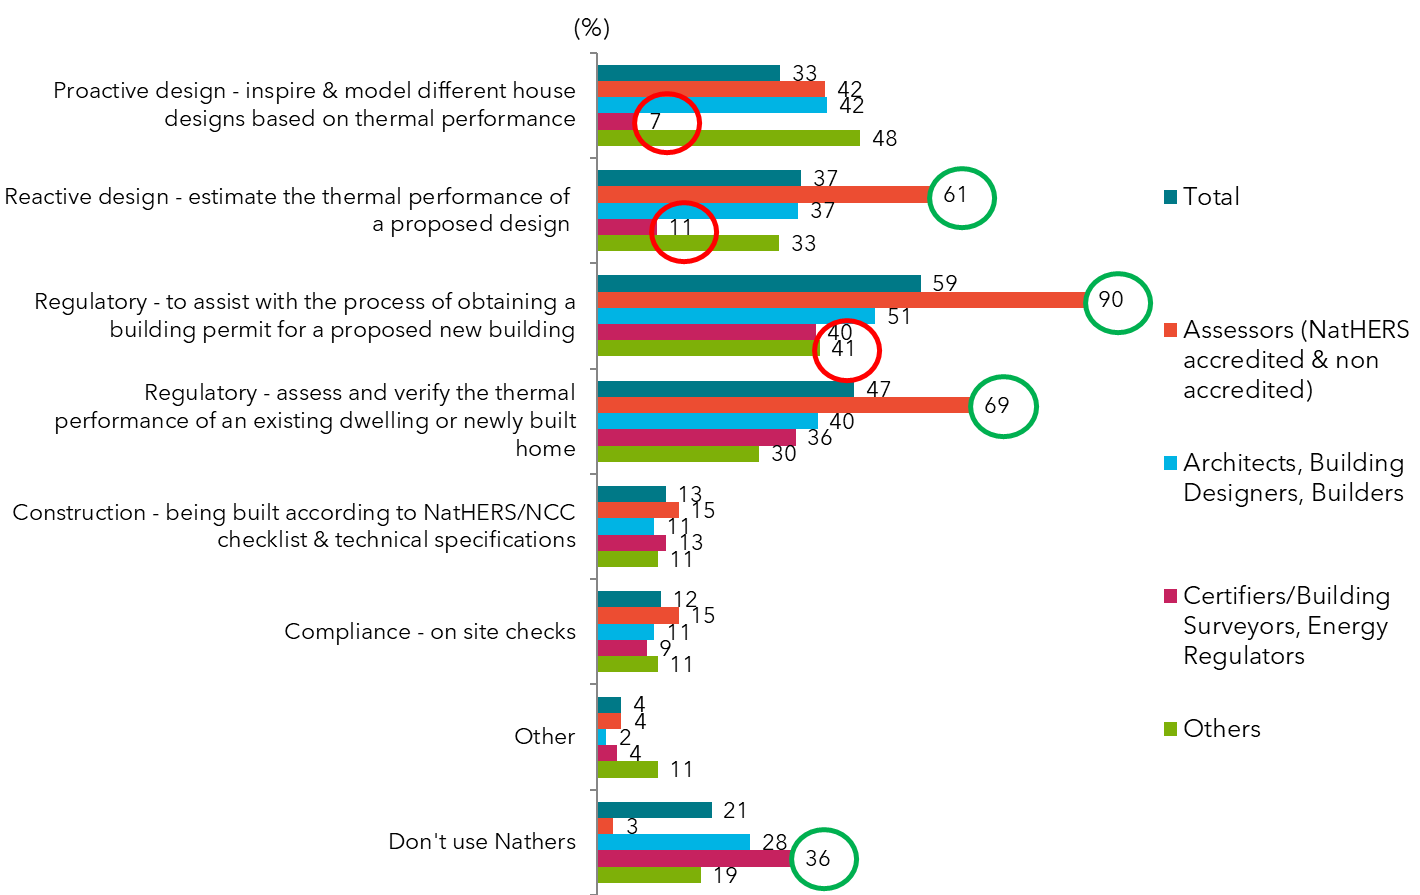 (%)
Proactive design - inspire & model different house
designs based on thermal performance
33
42
42
7
48
Reactive design - estimate the thermal performance of
a proposed design
37
61
37
11
33
Regulatory - to assist with the process of obtaining a
building permit for a proposed new building
59
90
51
40
41
Regulatory - assess and verify the thermal
performance of an existing dwelling or newly built
home
47
69
40
36
30
Construction - being built according to NatHERS/NCC
checklist & technical specifications
13
15
11
13
11
Compliance - on site checks
12
15
11
9
11
Other
4
4
2
4
11
Don't use Nathers
21
3
28
36
19
Total
Assessors (NatHERS
accredited & non
accredited)
Architects, Building
Designers, Builders
Certifiers/Building
Surveyors, Energy
Regulators
Others